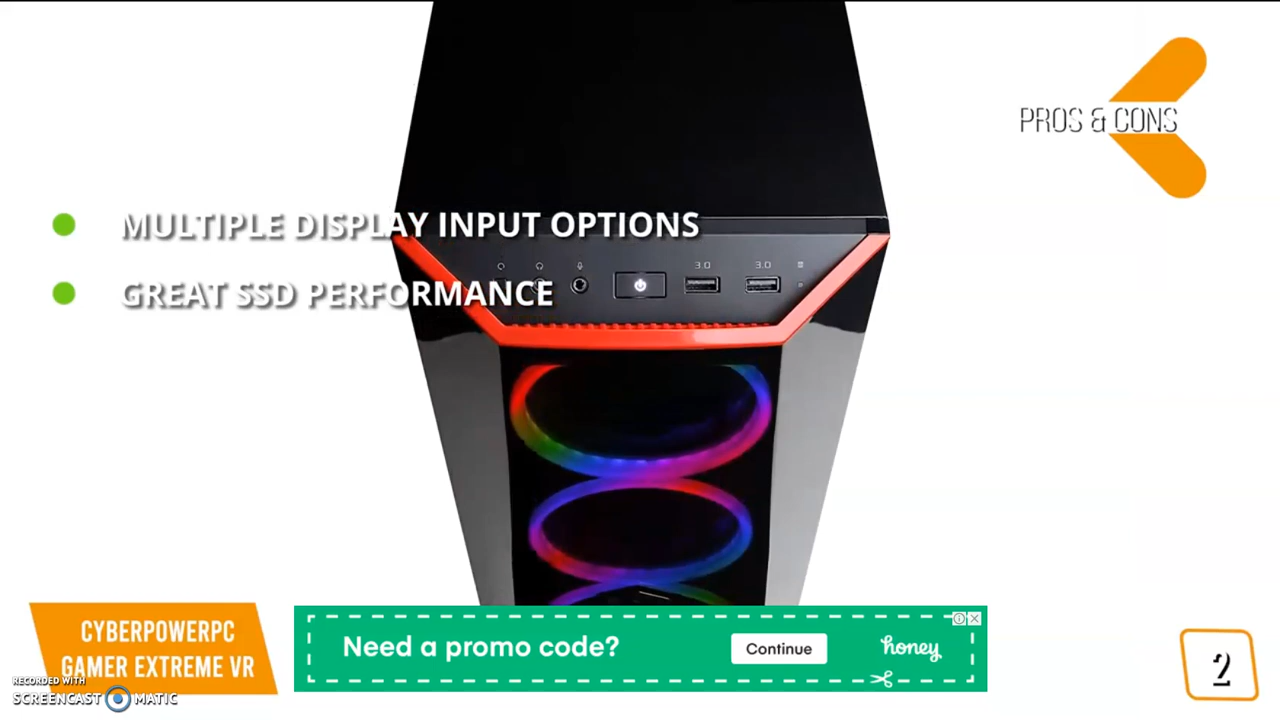 PROS & CONS
MULTIPLE DISPLAY INPUT OPTIONS
3.0 3.0
GREAT SSD PERFORMANCE
CYBERPOWERPC
GAMER EXTREME VR
Need a promo code?
Continue
honey
2
RECORDED WITH
SCREENCAST MATIC